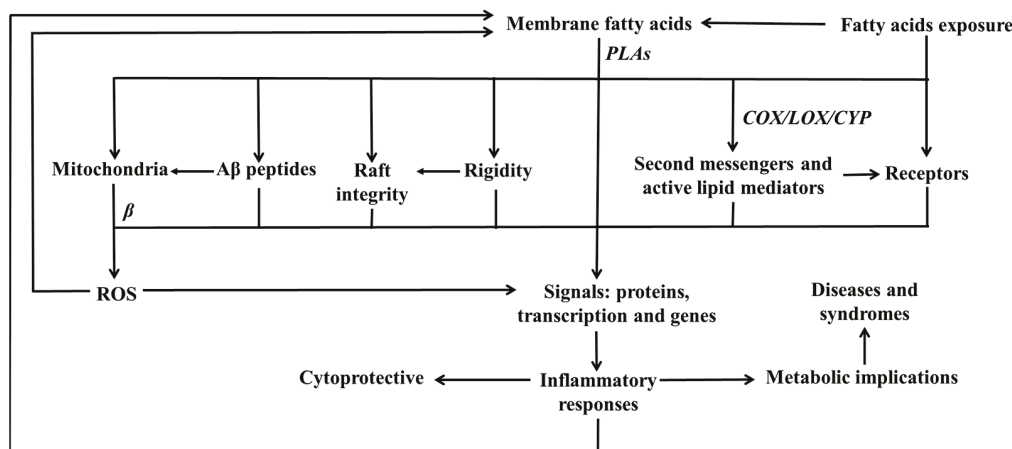 Membrane fatty acids
Fatty acids exposure
PLAs
COX/LOX/CYP
Mitochondria
Aβ peptides
Raft
integrity
Rigidity
Second messengers and
active lipid mediators
Receptors
β
ROS
Signals: proteins,
transcription and genes
Diseases and
syndromes
Cytoprotective
Inflammatory
responses
Metabolic implications